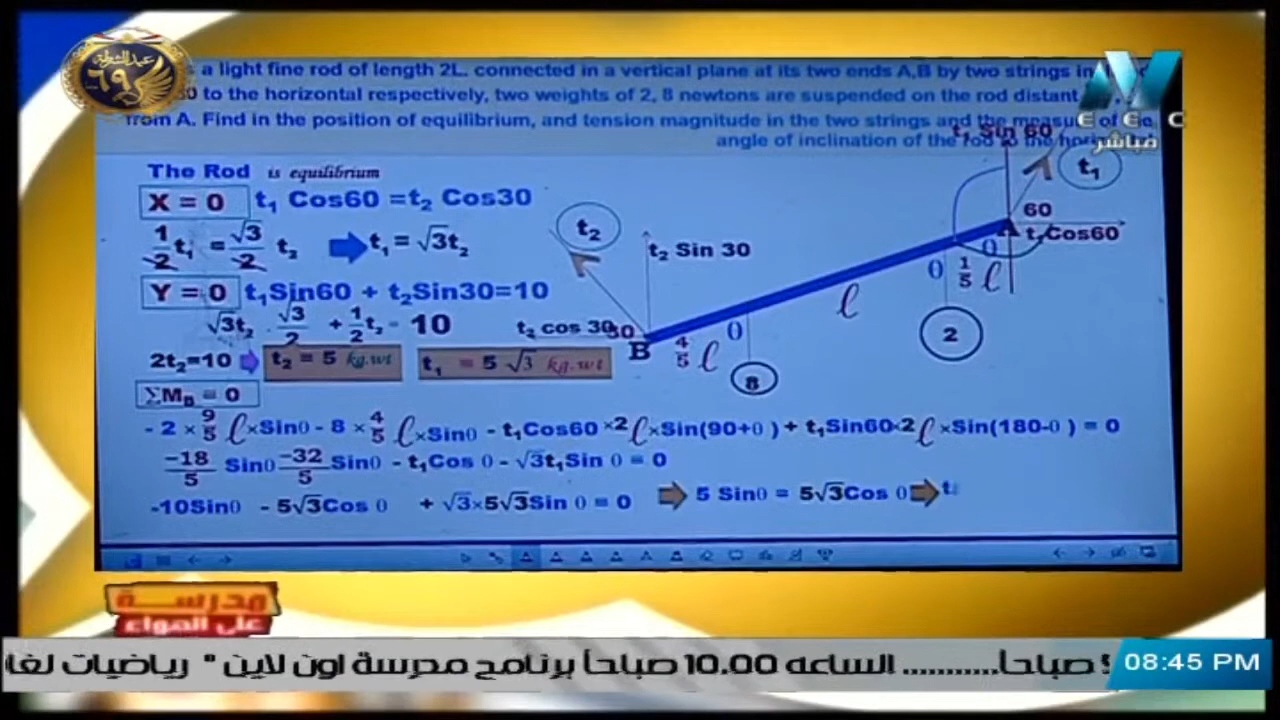 عيد الشرطة
٦٩
a light fine rod of length 2L. connected in a vertical plane at its two ends A,B by two strings
0 to the horizontal respectively, two weights of 2, 8 newtons are suspended on the rod distant
from A. Find in the position of equilibrium, and tension magnitude in the two strings and the measure of
angle of inclination of the rod to the
E E C
مباشر
t₁ Sin 60
The Rod is equilibrium
t₁
X = 0 t₁ Cos60 =t₂ Cos30
60
t₂
A t₁Cos60
1/2 t₁ = √3/2 t₂ t₁ = √3t₂
t₂ Sin 30
θ
θ 1/5 ℓ
Y = 0 t₁Sin60 + t₂Sin30=10
ℓ
√3t₂ . √3/2 + 1/2 t₂ = 10
t₂ cos 30 30
θ
2
B 4/5 ℓ
2t₂=10 t₂ = 5 kg.wt t₁ = 5 √3 kg.wt
8
∑M_B = 0
- 2 × 9/5 ℓ×Sinθ - 8 × 4/5 ℓ×Sinθ - t₁Cos60 ×2ℓ×Sin(90+θ ) + t₁Sin60×2ℓ×Sin(180-θ ) = 0
-18/5 Sinθ -32/5 Sinθ - t₁Cos θ - √3t₁Sin θ = 0
-10Sinθ - 5√3Cos θ + √3×5√3Sin θ = 0 5 Sinθ = 5√3Cos θ
مدرسة
على الهواء
صباحاً.......... الساعه 10.00 صباحاً برنامج مدرسة اون لاين " رياضيات لغا
08:45 PM